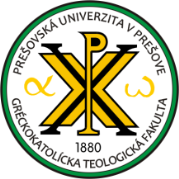 PREŠOVSKÁ UNIVERZITA V PREŠOVE
α ω
1880
GRÉCKOKATOLÍCKA TEOLOGICKÁ FAKULTA